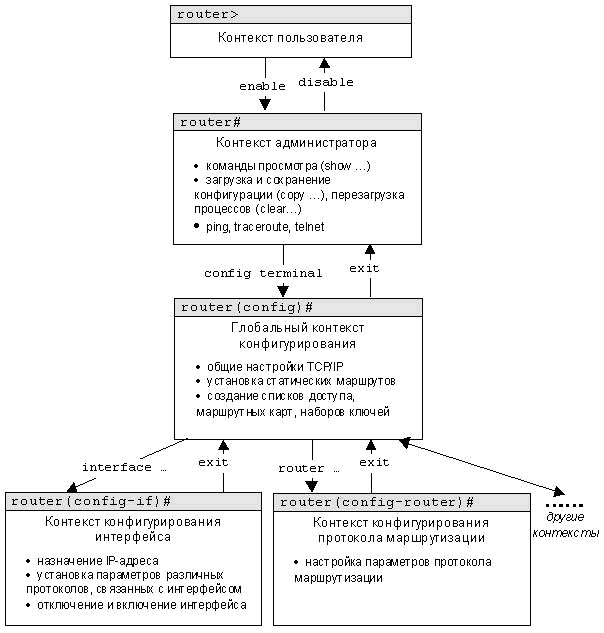 router>
Контекст пользователя
enable
disable
router#
Контекст администратора
• команды просмотра (show ...)
• загрузка и сохранение
конфигурации (copy ...), перезагрузка
процессов (clear...)
• ping, traceroute, telnet
config terminal
exit
router(config)#
Глобальный контекст
конфигурирования
• общие настройки TCP/IP
• установка статических маршрутов
• создание списков доступа,
маршрутных карт, наборов ключей
interface ...
exit
router ...
exit
router(config-if)#
Контекст конфигурирования
интерфейса
• назначение IP-адреса
• установка параметров различных
протоколов, связанных с интерфейсом
• отключение и включение интерфейса
router(config-router)#
Контекст конфигурирования
протокола маршрутизации
• настройка параметров протокола
маршрутизации
другие
контексты